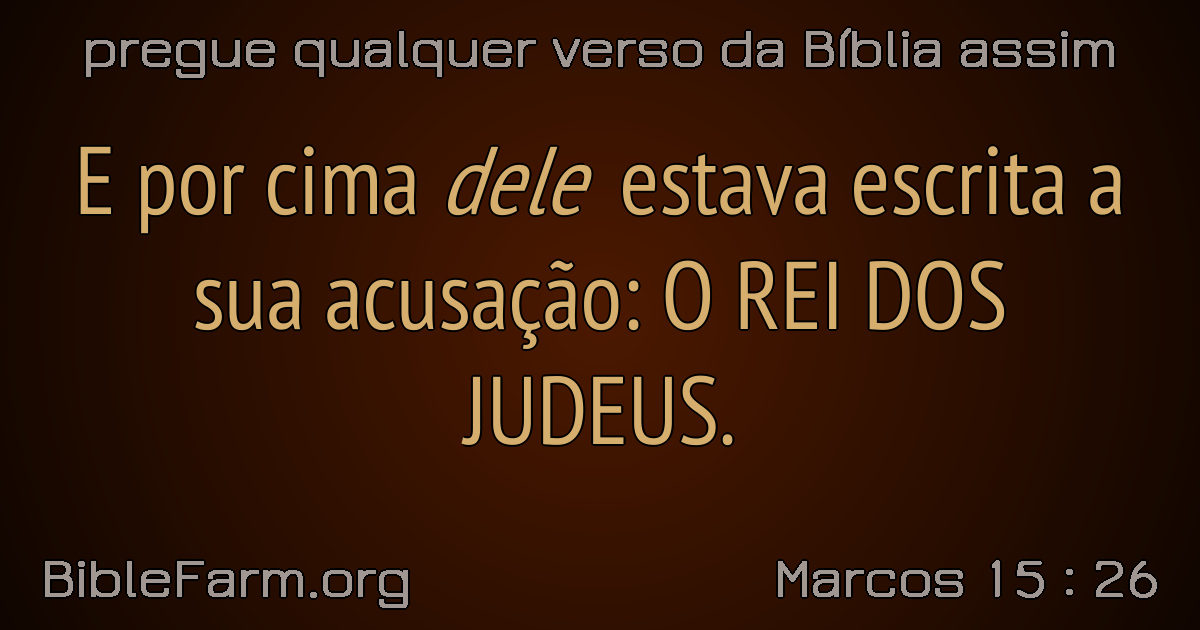 pregue qualquer verso da Bíblia assim
E por cima dele estava escrita a
sua acusação: O REI DOS
JUDEUS.
BibleFarm.org
Marcos 15 : 26